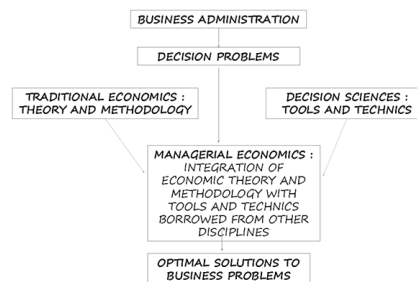 BUSINESS ADMINISTRATION
DECISION PROBLEMS
TRADITIONAL ECONOMICS :
THEORY AND METHODOLOGY
DECISION SCIENCES :
TOOLS AND TECHNICS
MANAGERIAL ECONOMICS :
INTEGRATION OF
ECONOMIC THEORY AND
METHODOLOGY WITH
TOOLS AND TECHNICS
BORROWED FROM OTHER
DISCIPLINES
OPTIMAL SOLUTIONS TO
BUSINESS PROBLEMS